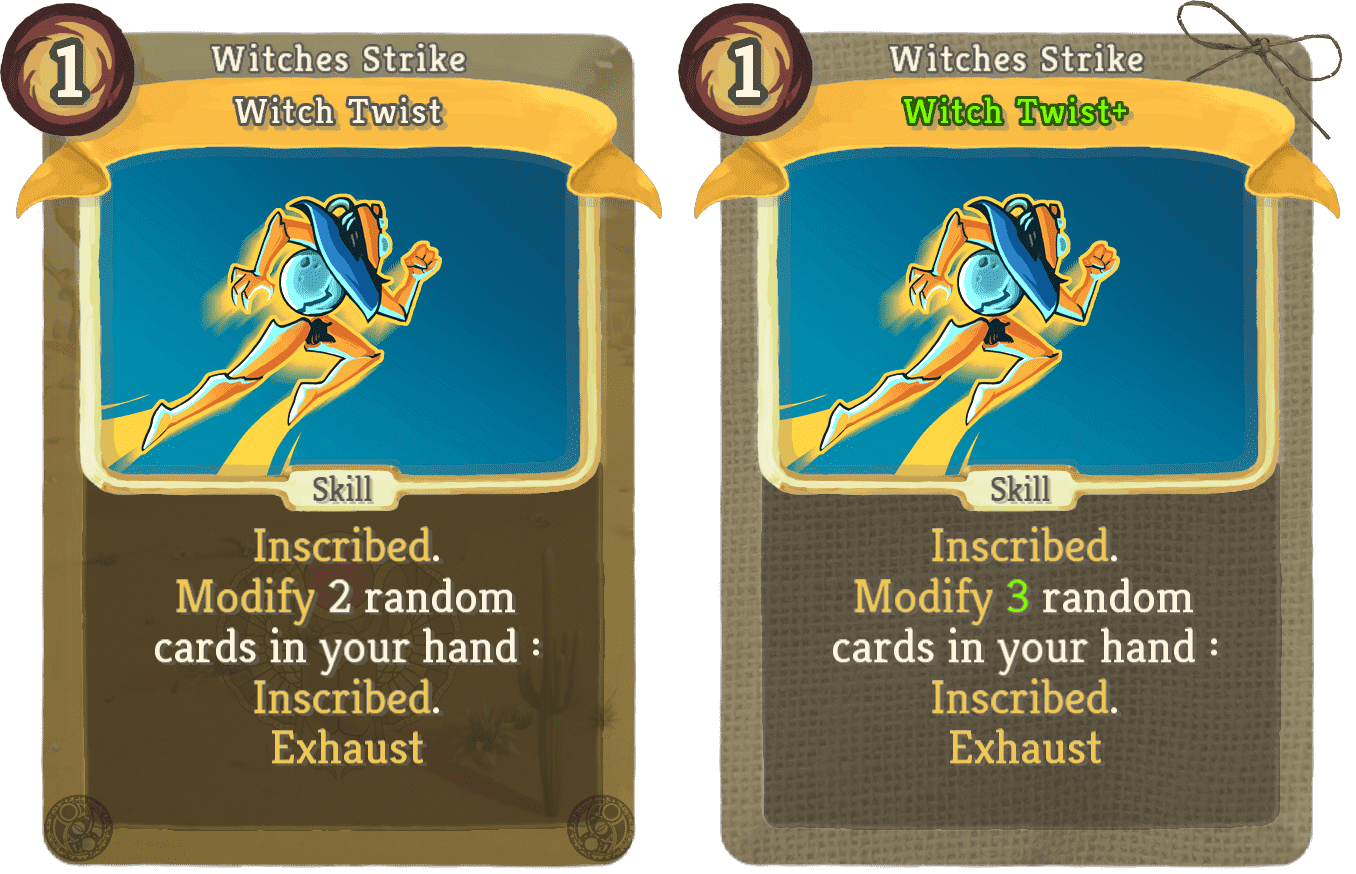 1
Witches Strike
Witch Twist
Skill
Inscribed.
Modify 2 random
cards in your hand :
Inscribed.
Exhaust
1
Witches Strike
Witch Twist+
Skill
Inscribed.
Modify 3 random
cards in your hand :
Inscribed.
Exhaust